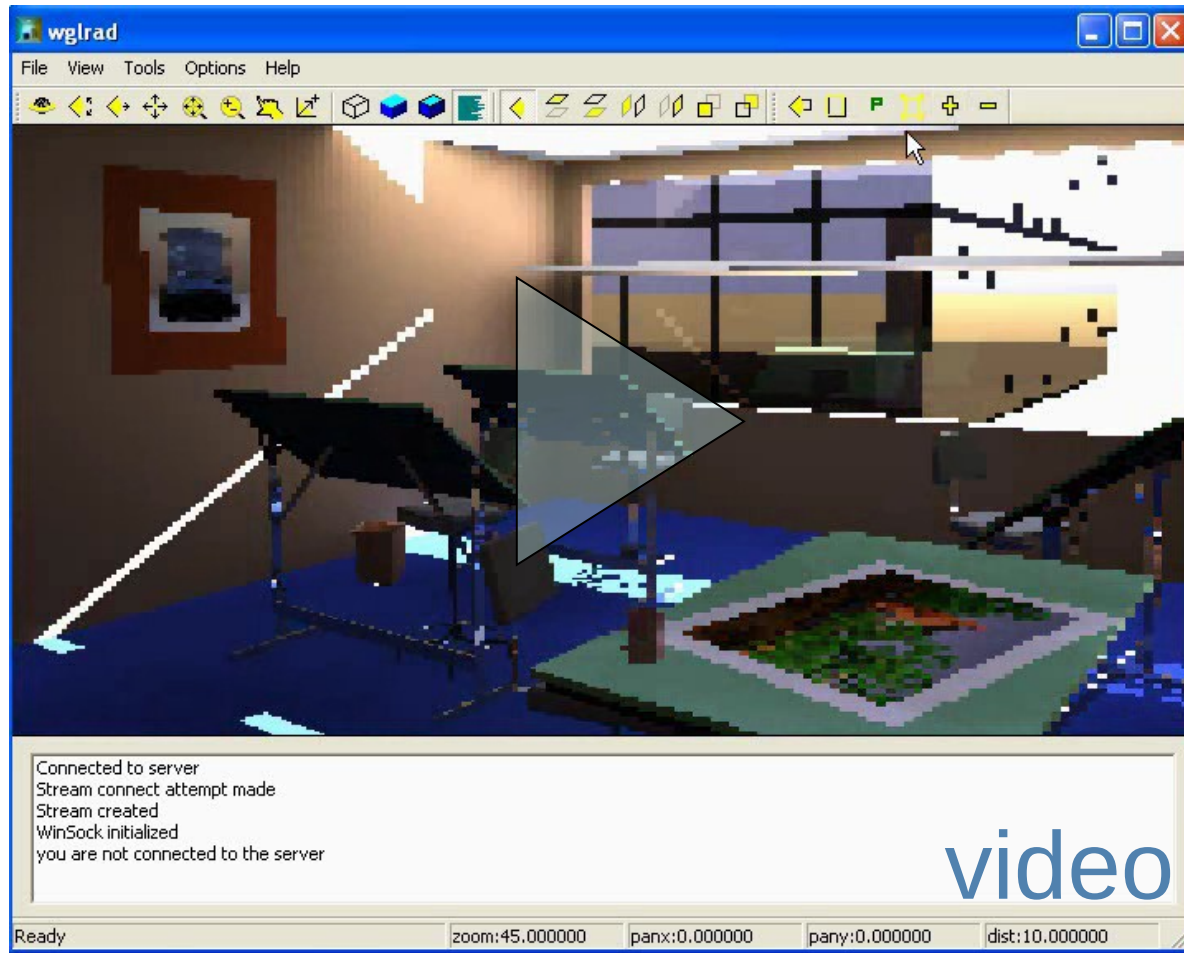 wglrad
File View Tools Options Help
P
Connected to server
Stream connect attempt made
Stream created
WinSock initialized
you are not connected to the server
video
Ready zoom:45.000000 panx:0.000000 pany:0.000000 dist:10.000000